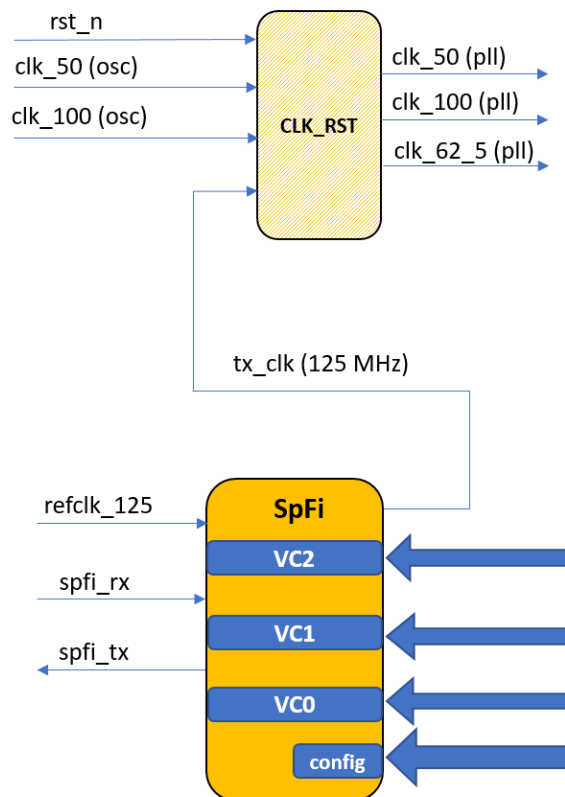 rst_n
clk_50 (osc)
clk_100 (osc)
CLK_RST
clk_50 (pll)
clk_100 (pll)
clk_62_5 (pll)
tx_clk (125 MHz)
refclk_125
spfi_rx
spfi_tx
SpFi
VC2
VC1
VC0
config